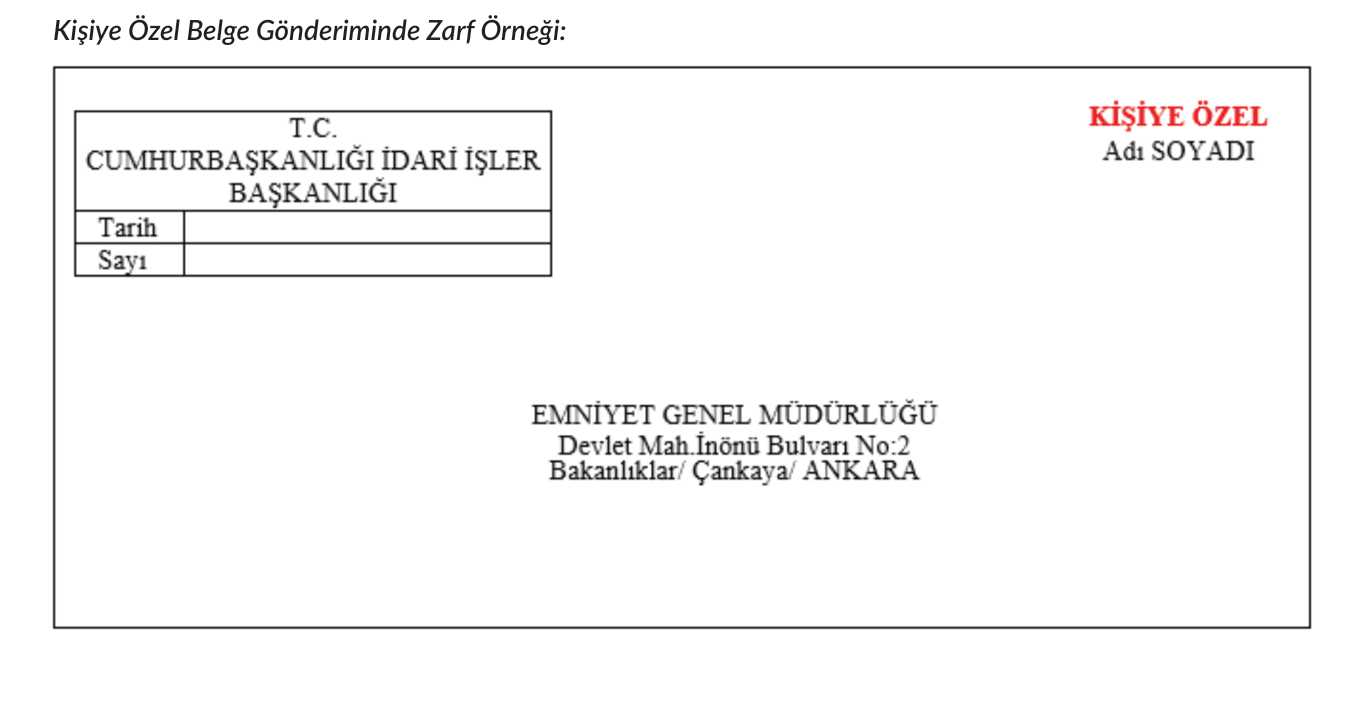 Kişiye Özel Belge Gönderiminde Zarf Örneği:
T.C.
CUMHURBAŞKANLIĞI İDARİ İŞLER
BAŞKANLIĞI
Tarih
Sayı
KİŞİYE ÖZEL
Adı SOYADI
EMNİYET GENEL MÜDÜRLÜĞÜ
Devlet Mah.İnönü Bulvarı No:2
Bakanlıklar/ Çankaya/ ANKARA